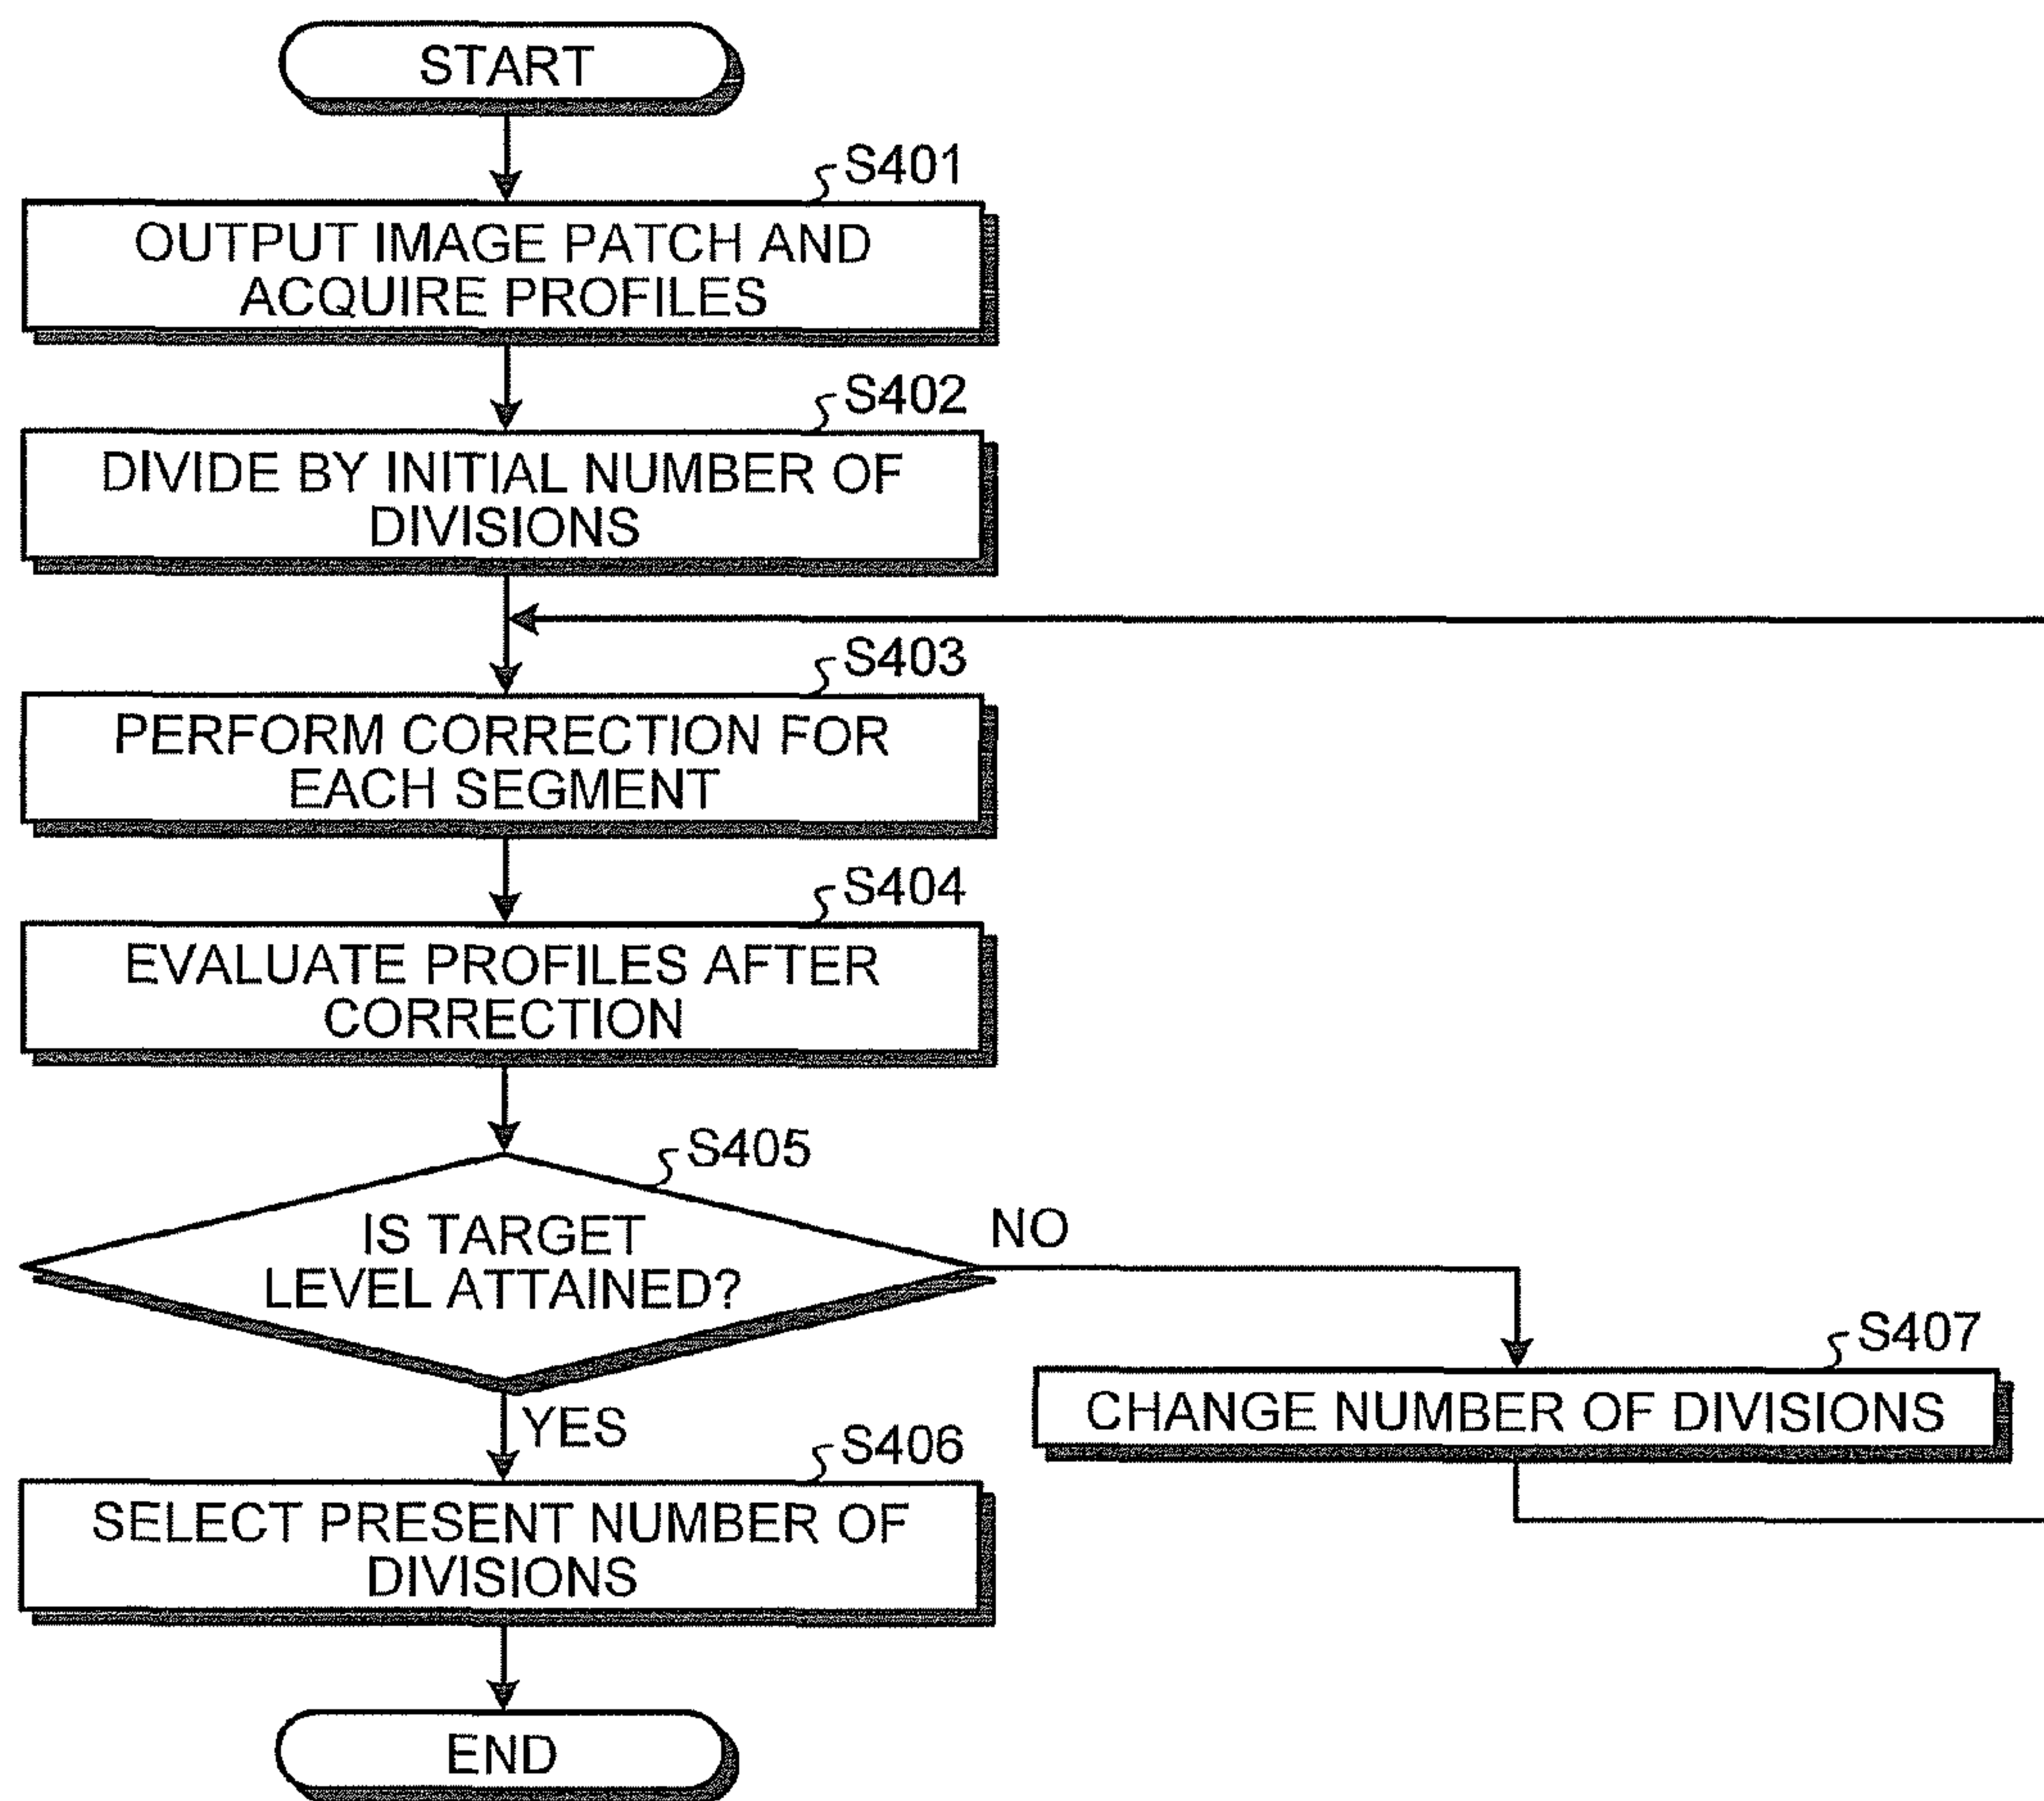 START
S401
OUTPUT IMAGE PATCH AND
ACQUIRE PROFILES
S402
DIVIDE BY INITIAL NUMBER OF
DIVISIONS
S403
PERFORM CORRECTION FOR
EACH SEGMENT
S404
EVALUATE PROFILES AFTER
CORRECTION
S405
IS TARGET
LEVEL ATTAINED?
NO
S407
CHANGE NUMBER OF DIVISIONS
YES
S406
SELECT PRESENT NUMBER OF
DIVISIONS
END